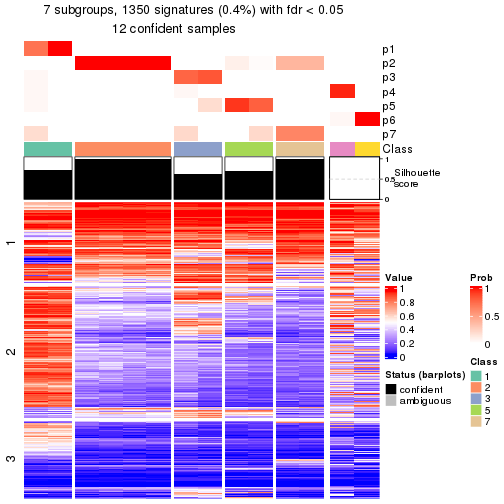 7 subgroups, 1350 signatures (0.4%) with fdr < 0.05
12 confident samples
p1
p2
p3
p4
p5
p6
p7
Class
1
0.5
0
Silhouette
score
1
2
3
Value
1
0.8
0.6
0.4
0.2
0
Prob
1
0.5
0
Status (barplots)
confident
ambiguous
Class
1
2
3
5
7